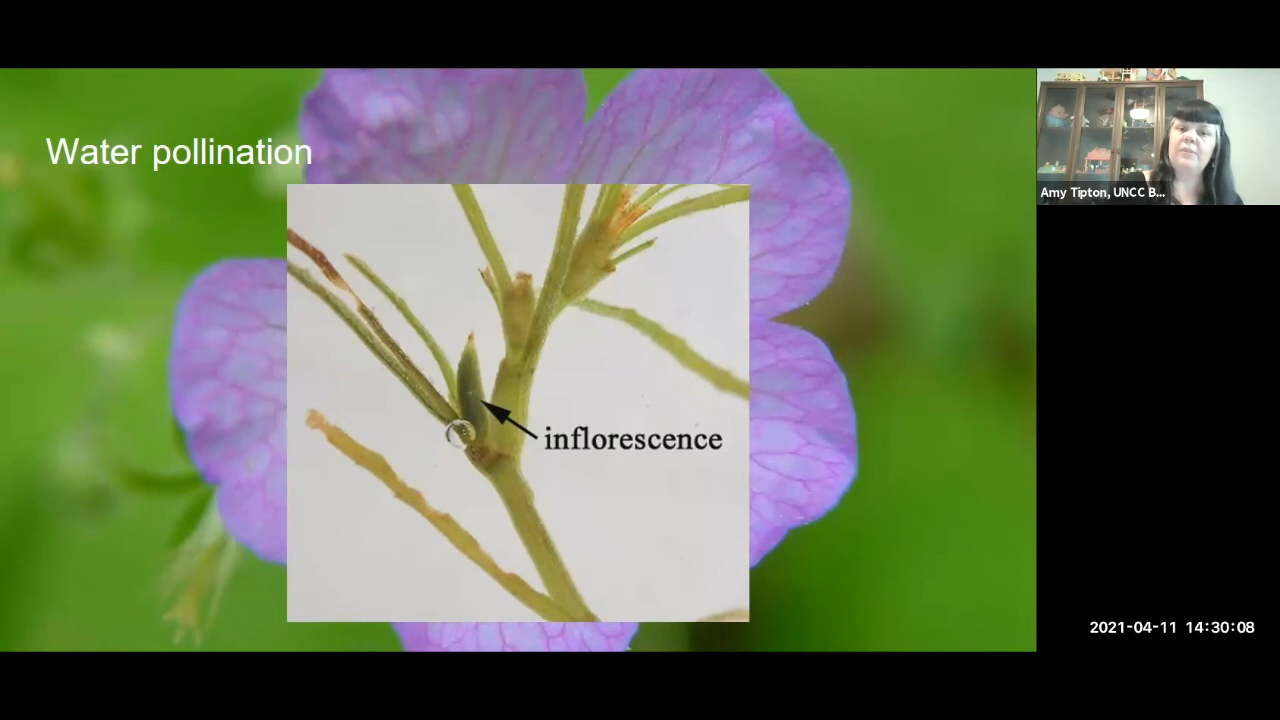 Water pollination
inflorescence
Amy Tipton, UNCC B...
2021-04-11 14:30:08